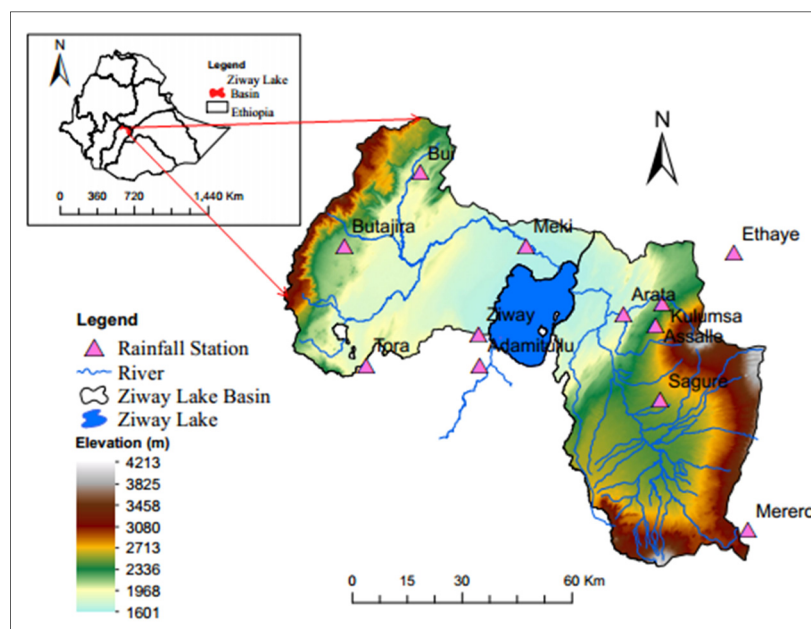 N
Legend
Ziway Lake
Basin
Ethiopia
0 360 720 1,440 Km
N
Bui
Butajira
Meki
Ethaye
Arata
Kulumsa
Assalle
Ziway
Tora
Adamitullu
Sagure
Merero
Legend
Rainfall Station
River
Ziway Lake Basin
Ziway Lake
Elevation (m)
4213
3825
3458
3080
2713
2336
1968
1601
0 15 30 60 Km